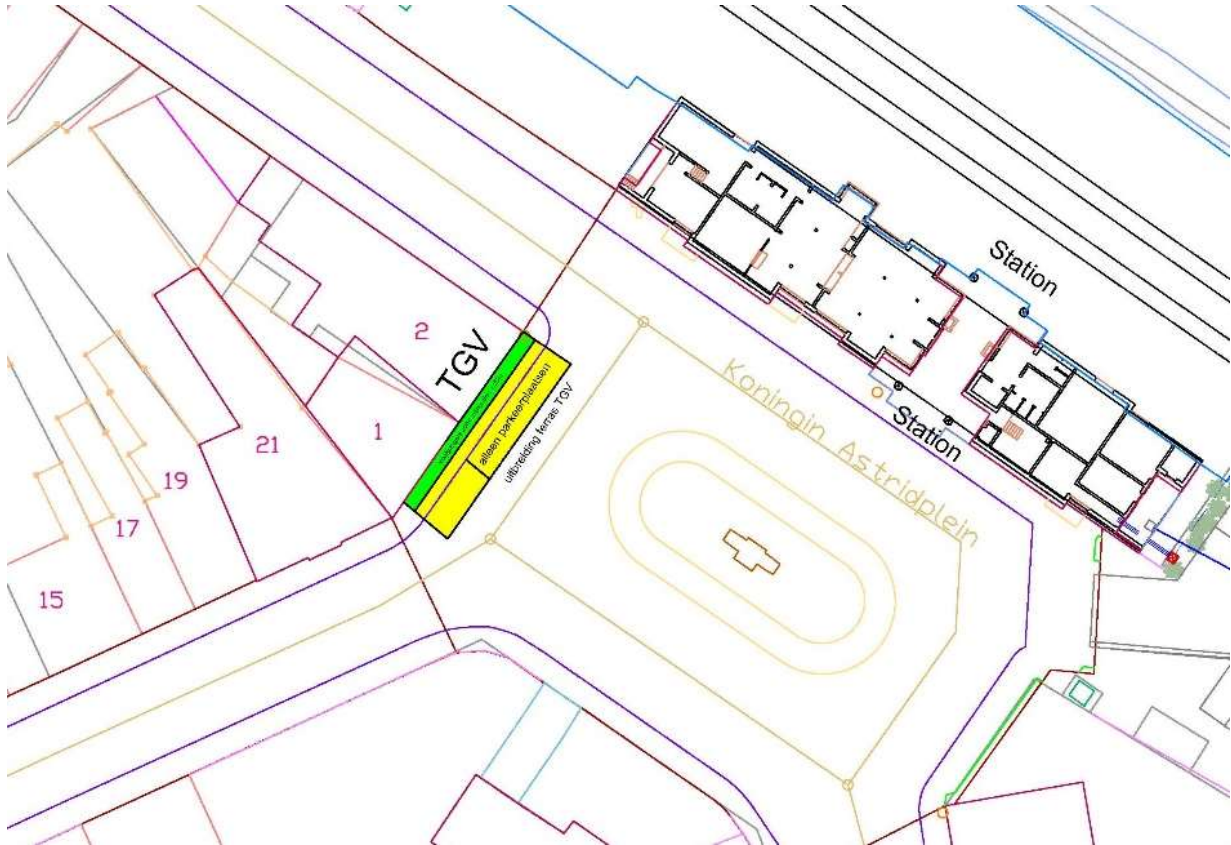 Station
Koningin Astridplein
Station
TGV
alleen parkeerplaatsen
uitbreiding terras TGV
2
1
21
19
17
15